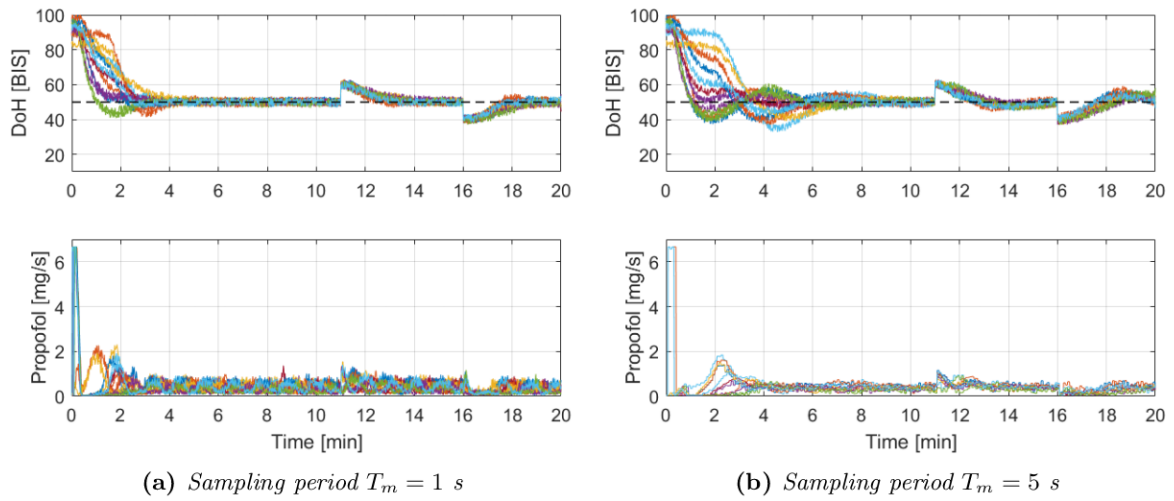 100
80
60
40
20
DoH [BIS]
0 2 4 6 8 10 12 14 16 18 20
100
80
60
40
20
DoH [BIS]
0 2 4 6 8 10 12 14 16 18 20
6
4
2
0
Propofol [mg/s]
0 2 4 6 8 10 12 14 16 18 20
Time [min]
6
4
2
0
Propofol [mg/s]
0 2 4 6 8 10 12 14 16 18 20
Time [min]
(a) Sampling period Tm = 1 s
(b) Sampling period Tm = 5 s